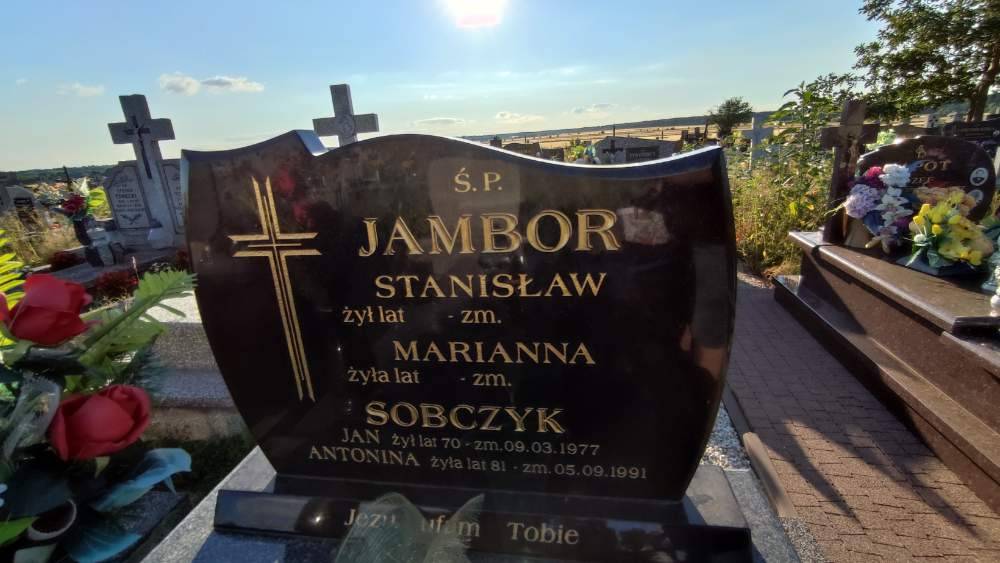 Ś.P.
JAMBOR
STANISŁAW
żył lat - zm.
MARIANNA
żyła lat - zm.
SOBCZYK
JAN żył lat 70 - zm. 09.03.1977
ANTONINA żyła lat 81 - zm. 05.09.1991
Jezu ufam Tobie